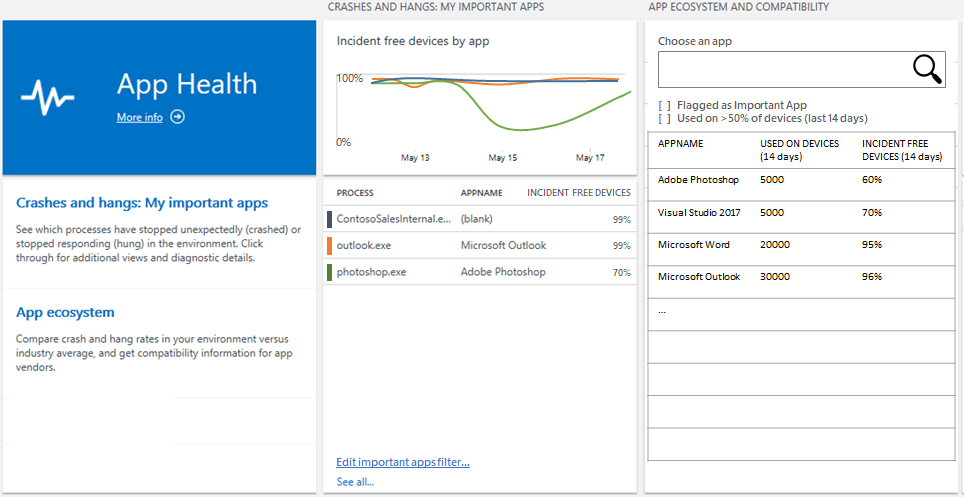 CRASHES AND HANGS: MY IMPORTANT APPS
APP ECOSYSTEM AND COMPATIBILITY
App Health
More info
Crashes and hangs: My important apps
See which processes have stopped unexpectedly (crashed) or
stopped responding (hung) in the environment. Click
through for additional views and diagnostic details.
App ecosystem
Compare crash and hang rates in your environment versus
industry average, and get compatibility information for app
vendors.
Incident free devices by app
100%
0%
May 13 May 15 May 17
PROCESS APPNAME INCIDENT FREE DEVICES
ContosoSalesInternal.e... (blank) 99%
outlook.exe Microsoft Outlook 99%
photoshop.exe Adobe Photoshop 70%
Edit important apps filter...
See all...
Choose an app
[ ] Flagged as Important App
[ ] Used on >50% of devices (last 14 days)
APPNAME USED ON DEVICES INCIDENT FREE
(14 days) DEVICES (14 days)
Adobe Photoshop 5000 60%
Visual Studio 2017 5000 70%
Microsoft Word 20000 95%
Microsoft Outlook 30000 96%
...